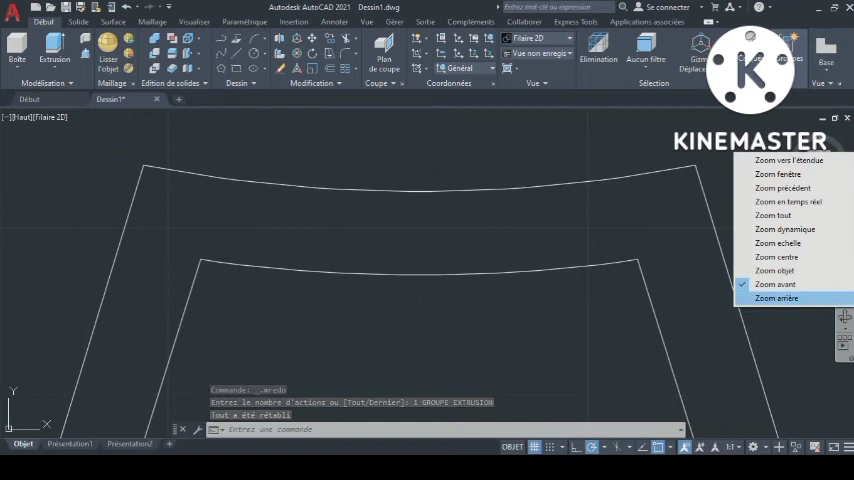 Autodesk AutoCAD 2021 Dessin1.dwg
Entrez mot-clé ou expression
Se connecter
Début Solide Surface Maillage Visualiser Paramétrique Insertion Annoter Vue Gérer Sortie Compléments Collaborer Express Tools Applications associées
Boîte Extrusion
Lisser l'objet
Plan de coupe
Filaire 2D
Vue non enregis
Général
Elimination Aucun filtre
Gizmo Déplacer
Base
Modélisation Maillage Edition de solides Dessin Modification Coupe Coordonnées Vue Sélection Vue
Début Dessin1*
[−][Haut][Filaire 2D]
K
KINEMASTER
Zoom vers l'étendue
Zoom fenêtre
Zoom précédent
Zoom en temps réel
Zoom tout
Zoom dynamique
Zoom echelle
Zoom centre
Zoom objet
Zoom avant
Zoom arrière
Y
X
Commande: _.mredo
Entrez le nombre d'actions ou [Tout/Dernier]: 1 GROUPE EXTRUSION
Tout a été rétabli
Entrez une commande
Objet Présentation1 Présentation2 +
OBJET
1:1